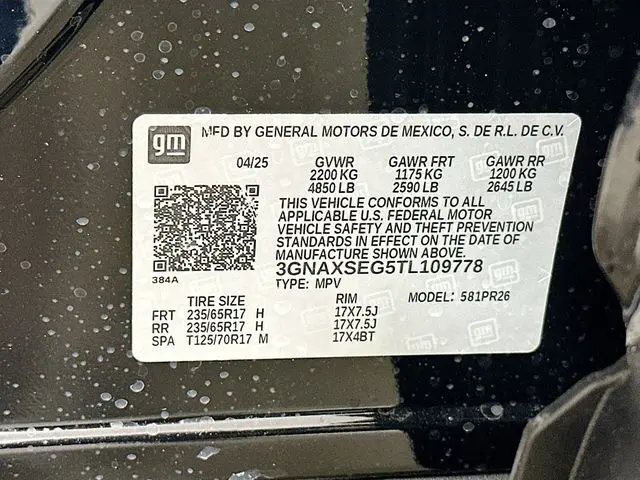 gm
MFD BY GENERAL MOTORS DE MEXICO, S. DE R.L. DE C.V.
04/25 GVWR GAWR FRT GAWR RR
2200 KG 1175 KG 1200 KG
4850 LB 2590 LB 2645 LB
THIS VEHICLE CONFORMS TO ALL
APPLICABLE U.S. FEDERAL MOTOR
VEHICLE SAFETY AND THEFT PREVENTION
STANDARDS IN EFFECT ON THE DATE OF
MANUFACTURE SHOWN ABOVE.
3GNAXSEG5TL109778
384A
TYPE: MPV
TIRE SIZE RIM MODEL: 581PR26
FRT 235/65R17 H 17X7.5J
RR 235/65R17 H 17X7.5J
SPA T125/70R17 M 17X4BT